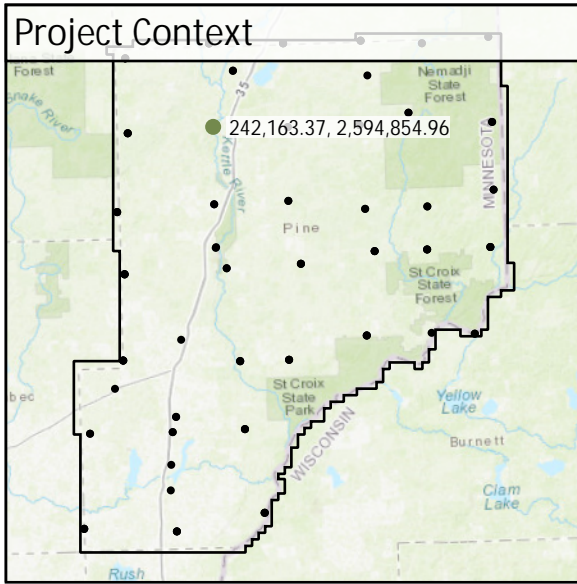 Project Context
Forest
Snake River
35
Nemadji
State
Forest
242,163.37, 2,594,854.96
Kettle River
MINNESOTA
Pine
St Croix
State
Forest
St Croix
State
Park
WISCONSIN
Yellow
Lake
bec
Burnett
Clam
Lake
Rush